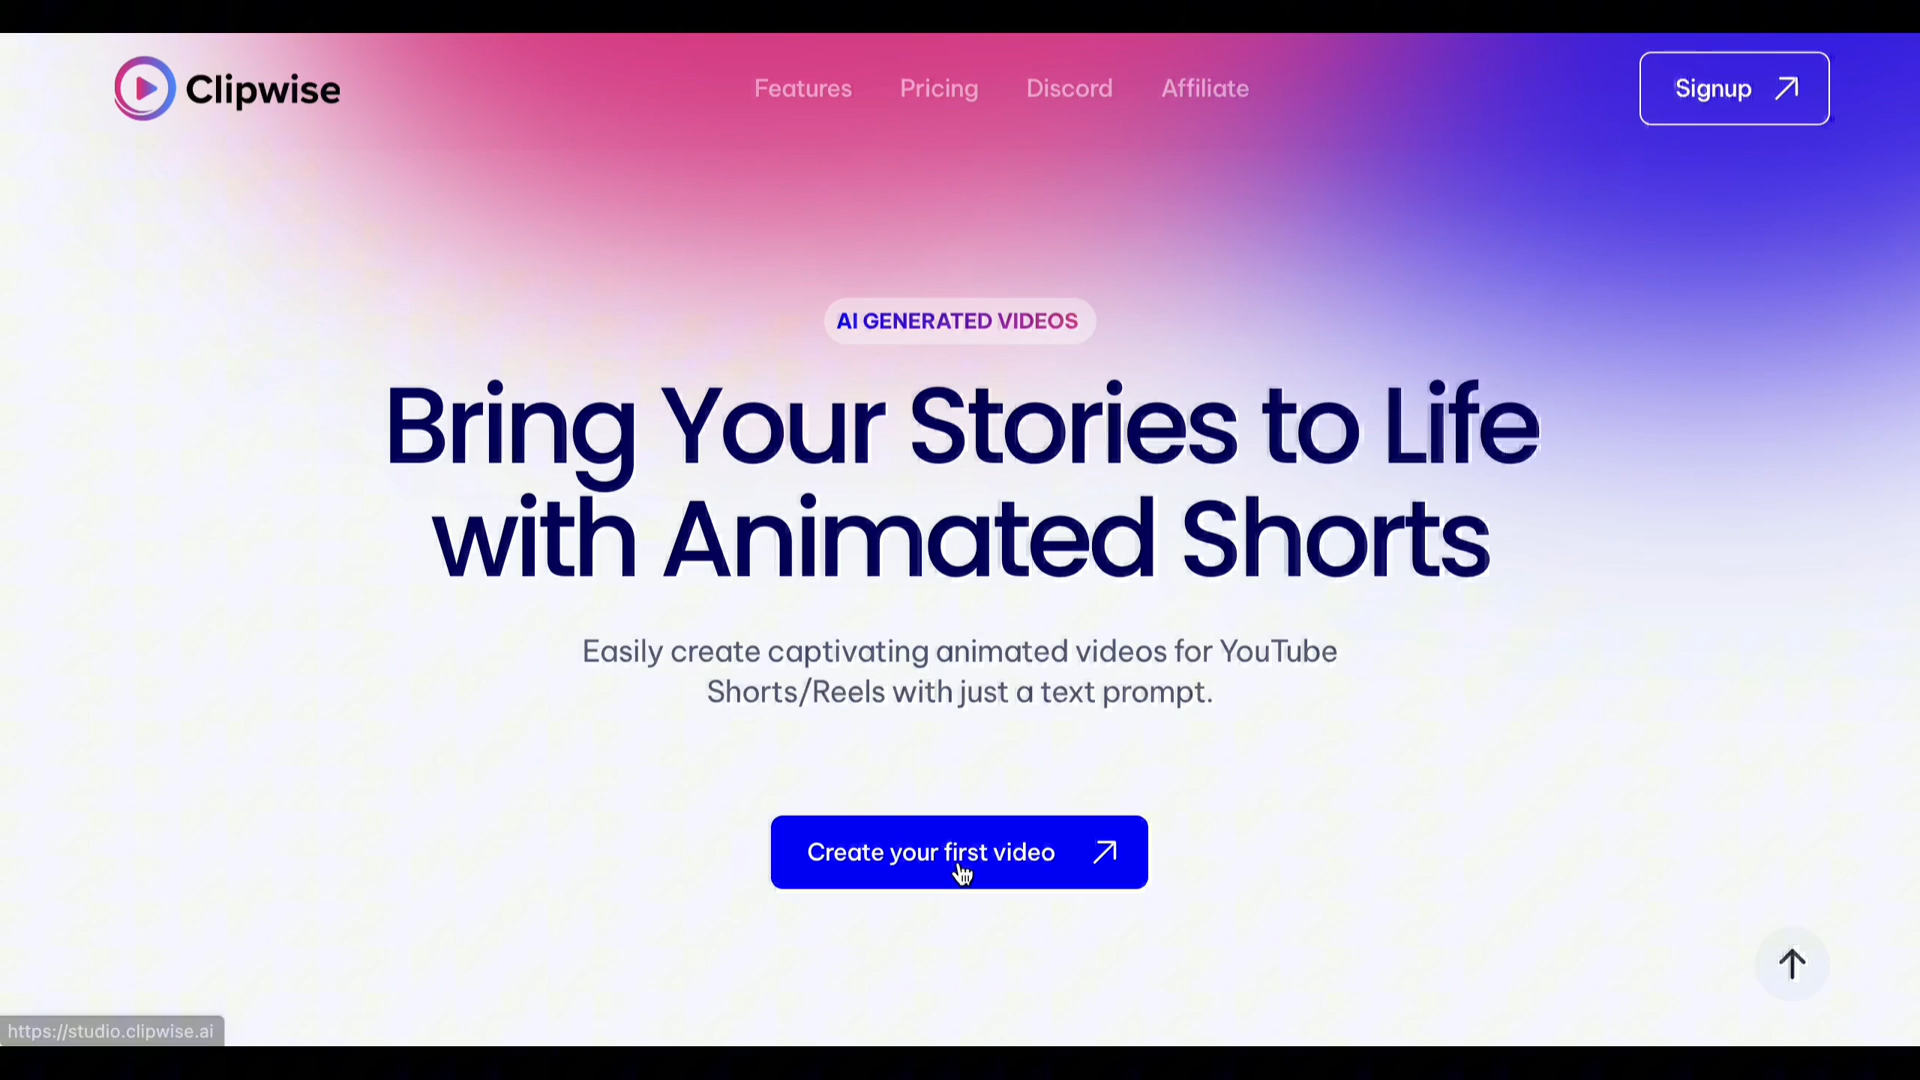 Clipwise
Features Pricing Discord Affiliate
Signup
AI GENERATED VIDEOS
Bring Your Stories to Life
with Animated Shorts
Easily create captivating animated videos for YouTube
Shorts/Reels with just a text prompt.
Create your first video
https://studio.clipwise.ai